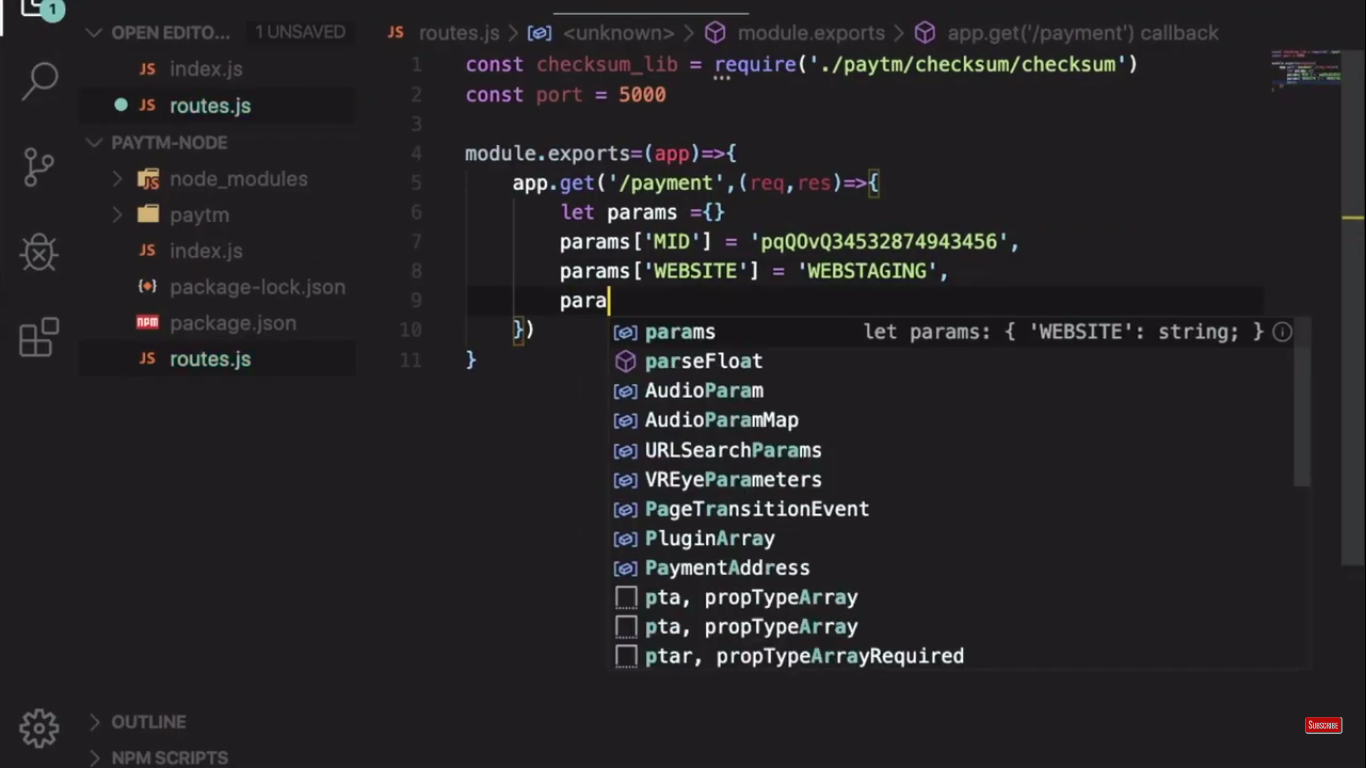 1
OPEN EDITO... 1 UNSAVED
JS index.js
JS routes.js
PAYTM-NODE
node_modules
paytm
JS index.js
package-lock.json
npm package.json
JS routes.js
OUTLINE
NPM SCRIPTS
JS routes.js > <unknown> > module.exports > app.get('/payment') callback
1 const checksum_lib = require('./paytm/checksum/checksum')
2 const port = 5000
3
4 module.exports=(app)=>{
5 app.get('/payment',(req,res)=>{
6 let params ={}
7 params['MID'] = 'pqQOvQ34532874943456',
8 params['WEBSITE'] = 'WEBSTAGING',
9 para
10 })
11 }
params let params: { 'WEBSITE': string; }
parseFloat
AudioParam
AudioParamMap
URLSearchParams
VREyeParameters
PageTransitionEvent
PluginArray
PaymentAddress
pta, propTypeArray
pta, propTypeArray
ptar, propTypeArrayRequired
SUBSCRIBE